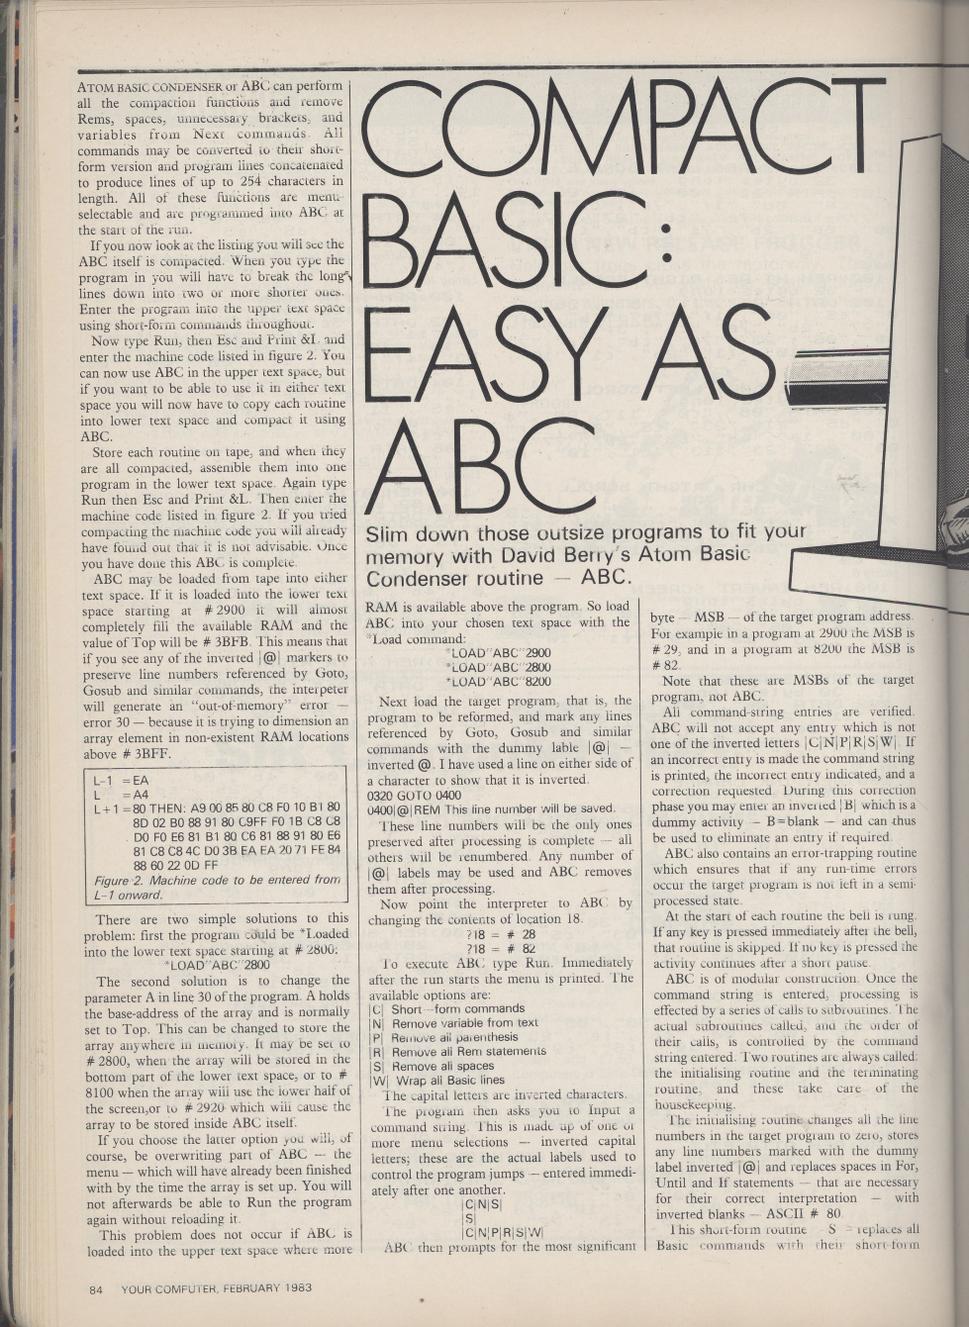 ATOM BASIC CONDENSER or ABC can perform
all the compaction functions and remove
Rems, spaces, unnecessary brackets, and
variables from Next commands. All
commands may be converted to their short-
form version and program lines concatenated
to produce lines of up to 254 characters in
length. All of these functions are menu-
selectable and are programmed into ABC at
the start of the run.
If you now look at the listing you will see the
ABC itself is compacted. When you type the
program in you will have to break the long
lines down into two or more shorter ones.
Enter the program into the upper text space
using short-form commands throughout.
Now type Run, then Esc and Print &L and
enter the machine code listed in figure 2. You
can now use ABC in the upper text space, but
if you want to be able to use it in either text
space you will now have to copy each routine
into lower text space and compact it using
ABC.
Store each routine on tape, and when they
are all compacted, assemble them into one
program in the lower text space. Again type
Run then Esc and Print &L. Then enter the
machine code listed in figure 2. If you tried
compacting the machine code you will already
have found out that it is not advisable. Once
you have done this ABC is complete.
ABC may be loaded from tape into either
text space. If it is loaded into the lower text
space starting at # 2900 it will almost
completely fill the available RAM and the
value of Top will be # 3BFB. This means that
if you see any of the inverted |@| markers to
preserve line numbers referenced by Goto,
Gosub and similar commands, the interpeter
will generate an "out-of-memory" error —
error 30 — because it is trying to dimension an
array element in non-existent RAM locations
above # 3BFF.
L-1 = EA
L = A4
L+1 = 80 THEN: A9 00 85 80 C8 F0 10 B1 80
8D 02 B0 88 91 80 C9FF F0 1B C8 C8
D0 F0 E6 81 B1 80 C6 81 88 91 80 E6
81 C8 C8 4C D0 3B EA EA 20 71 FE 84
88 60 22 0D FF
Figure 2. Machine code to be entered from
L-1 onward.
There are two simple solutions to this
problem: first the program could be *Loaded
into the lower text space starting at # 2800:
*LOAD"ABC"2800
The second solution is to change the
parameter A in line 30 of the program. A holds
the base-address of the array and is normally
set to Top. This can be changed to store the
array anywhere in memory. It may be set to
# 2800, when the array will be stored in the
bottom part of the lower text space, or to #
8100 when the array will use the lower half of
the screen,or to # 2920 which will cause the
array to be stored inside ABC itself.
If you choose the latter option you will, of
course, be overwriting part of ABC — the
menu — which will have already been finished
with by the time the array is set up. You will
not afterwards be able to Run the program
again without reloading it.
This problem does not occur if ABC is
loaded into the upper text space where more
COMPACT
BASIC:
EASY AS
ABC
Slim down those outsize programs to fit your
memory with David Berry's Atom Basic
Condenser routine — ABC.
RAM is available above the program. So load
ABC into your chosen text space with the
*Load command:
*LOAD"ABC"2900
*LOAD"ABC"2800
*LOAD"ABC"8200
Next load the target program, that is, the
program to be reformed, and mark any lines
referenced by Goto, Gosub and similar
commands with the dummy lable |@| —
inverted @. I have used a line on either side of
a character to show that it is inverted.
0320 GOTO 0400
0400|@|REM This line number will be saved.
These line numbers will be the only ones
preserved after processing is complete — all
others will be renumbered. Any number of
|@| labels may be used and ABC removes
them after processing.
Now point the interpreter to ABC by
changing the contents of location 18.
?18 = # 28
?18 = # 82
To execute ABC type Run. Immediately
after the run starts the menu is printed. The
available options are:
|C| Short—form commands
|N| Remove variable from text
|P| Remove all parenthesis
|R| Remove all Rem statements
|S| Remove all spaces
|W| Wrap all Basic lines
The capital letters are inverted characters.
The program then asks you to Input a
command string. This is made up of one or
more menu selections — inverted capital
letters; these are the actual labels used to
control the program jumps — entered immedi-
ately after one another.
|C|N|S|
|S|
|C|N|P|R|S|W|
ABC then prompts for the most significant
byte — MSB — of the target program address.
For example in a program at 2900 the MSB is
# 29, and in a program at 8200 the MSB is
# 82.
Note that these are MSBs of the target
program, not ABC.
All command-string entries are verified.
ABC will not accept any entry which is not
one of the inverted letters |C|N|P|R|S|W|. If
an incorrect entry is made the command string
is printed, the incorrect entry indicated, and a
correction requested. During this correction
phase you may enter an inverted |B| which is a
dummy activity — B=blank — and can thus
be used to eliminate an entry if required.
ABC also contains an error-trapping routine
which ensures that if any run-time errors
occur the target program is not left in a semi-
processed state.
At the start of each routine the bell is rung.
If any key is pressed immediately after the bell,
that routine is skipped. If no key is pressed the
activity continues after a short pause.
ABC is of modular construction. Once the
command string is entered, processing is
effected by a series of calls to subroutines. The
actual subroutines called, and the order of
their calls, is controlled by the command
string entered. Two routines are always called:
the initialising routine and the terminating
routine, and these take care of the
housekeeping.
The initialising routine changes all the line
numbers in the target program to zero, stores
any line numbers marked with the dummy
label inverted |@| and replaces spaces in For,
Until and If statements — that are necessary
for their correct interpretation — with
inverted blanks — ASCII # 80.
This short-form routine — S = replaces all
Basic commands with their short-form
84 YOUR COMPUTER, FEBRUARY 1983